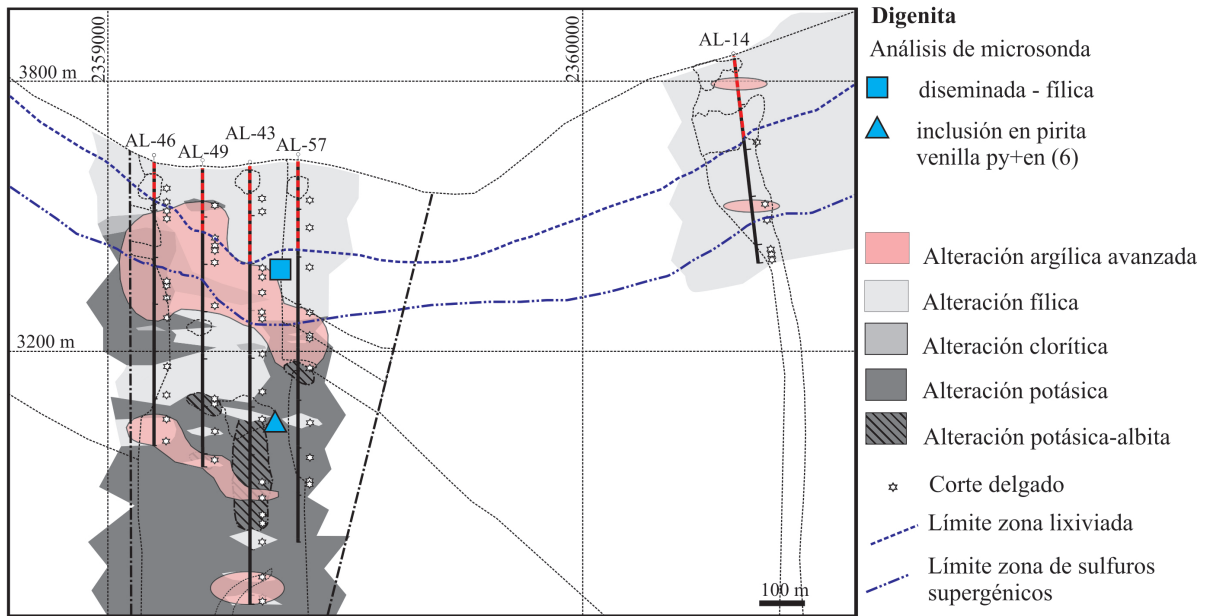 2359000
2360000
AL-14
3800 m
AL-46
AL-49
AL-43
AL-57
3200 m
100 m
Digenita
Análisis de microsonda
diseminada - fílica
inclusión en pirita
venilla py+en (6)
Alteración argílica avanzada
Alteración fílica
Alteración clorítica
Alteración potásica
Alteración potásica-albita
Corte delgado
Límite zona lixiviada
Límite zona de sulfuros
supergénicos